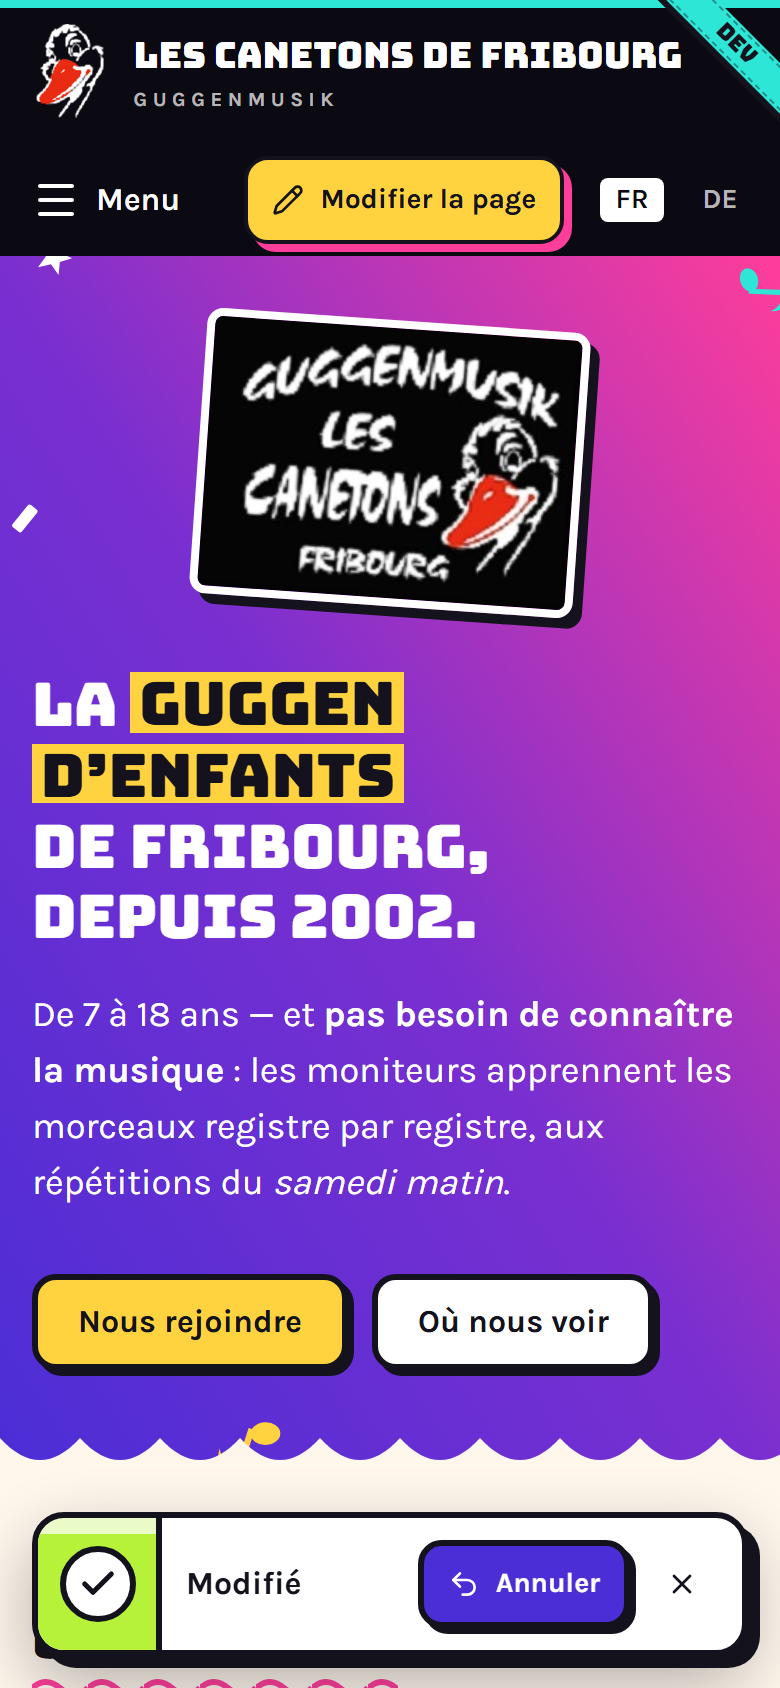 LES CANETONS DE FRIBOURG
GUGGENMUSIK
DEV
Menu
Modifier la page
FR
DE
GUGGENMUSIK
LES
CANETONS
FRIBOURG
LA GUGGEN
D’ENFANTS
DE FRIBOURG,
DEPUIS 2002.
De 7 à 18 ans — et pas besoin de connaître
la musique : les moniteurs apprennent les
morceaux registre par registre, aux
répétitions du samedi matin.
Nous rejoindre
Où nous voir
Modifié
Annuler